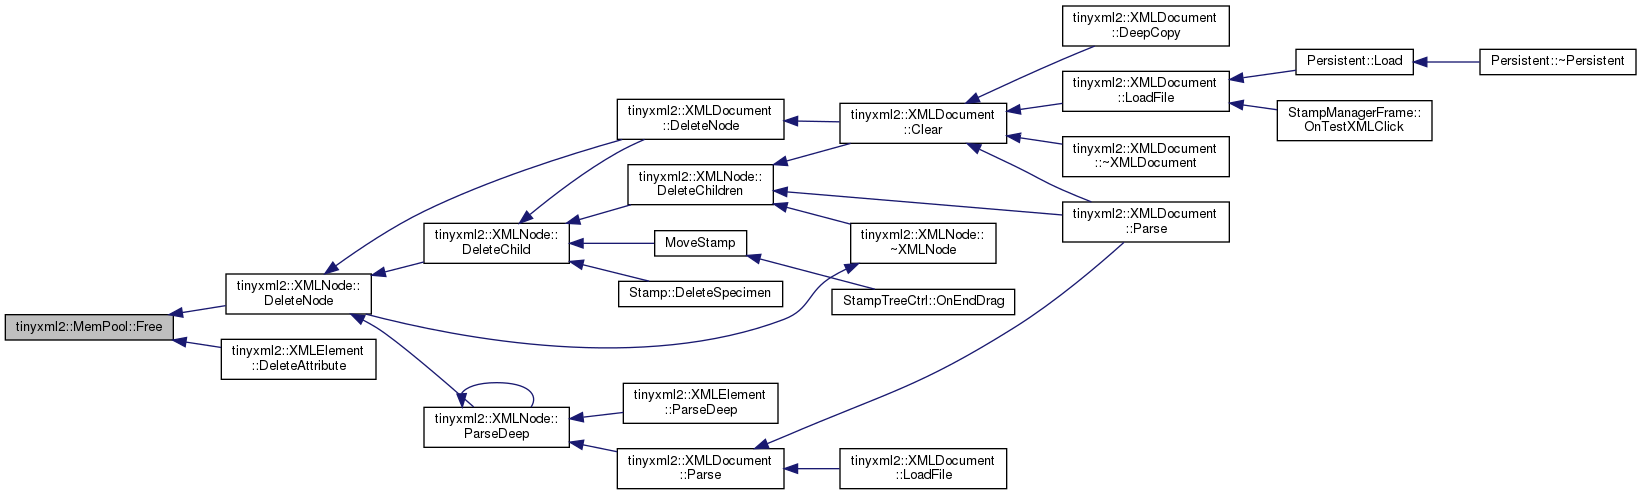 tinyxml2::XMLDocument
::DeepCopy
Persistent::Load
Persistent::~Persistent
tinyxml2::XMLDocument
::LoadFile
StampManagerFrame::
OnTestXMLClick
tinyxml2::XMLDocument
::DeleteNode
tinyxml2::XMLDocument
::Clear
tinyxml2::XMLDocument
::~XMLDocument
tinyxml2::XMLNode::
DeleteChildren
tinyxml2::XMLDocument
::Parse
tinyxml2::XMLNode::
DeleteChild
MoveStamp
tinyxml2::XMLNode::
~XMLNode
tinyxml2::XMLNode::
DeleteNode
Stamp::DeleteSpecimen
StampTreeCtrl::OnEndDrag
tinyxml2::MemPool::Free
tinyxml2::XMLElement
::DeleteAttribute
tinyxml2::XMLElement
::ParseDeep
tinyxml2::XMLNode::
ParseDeep
tinyxml2::XMLDocument
::Parse
tinyxml2::XMLDocument
::LoadFile